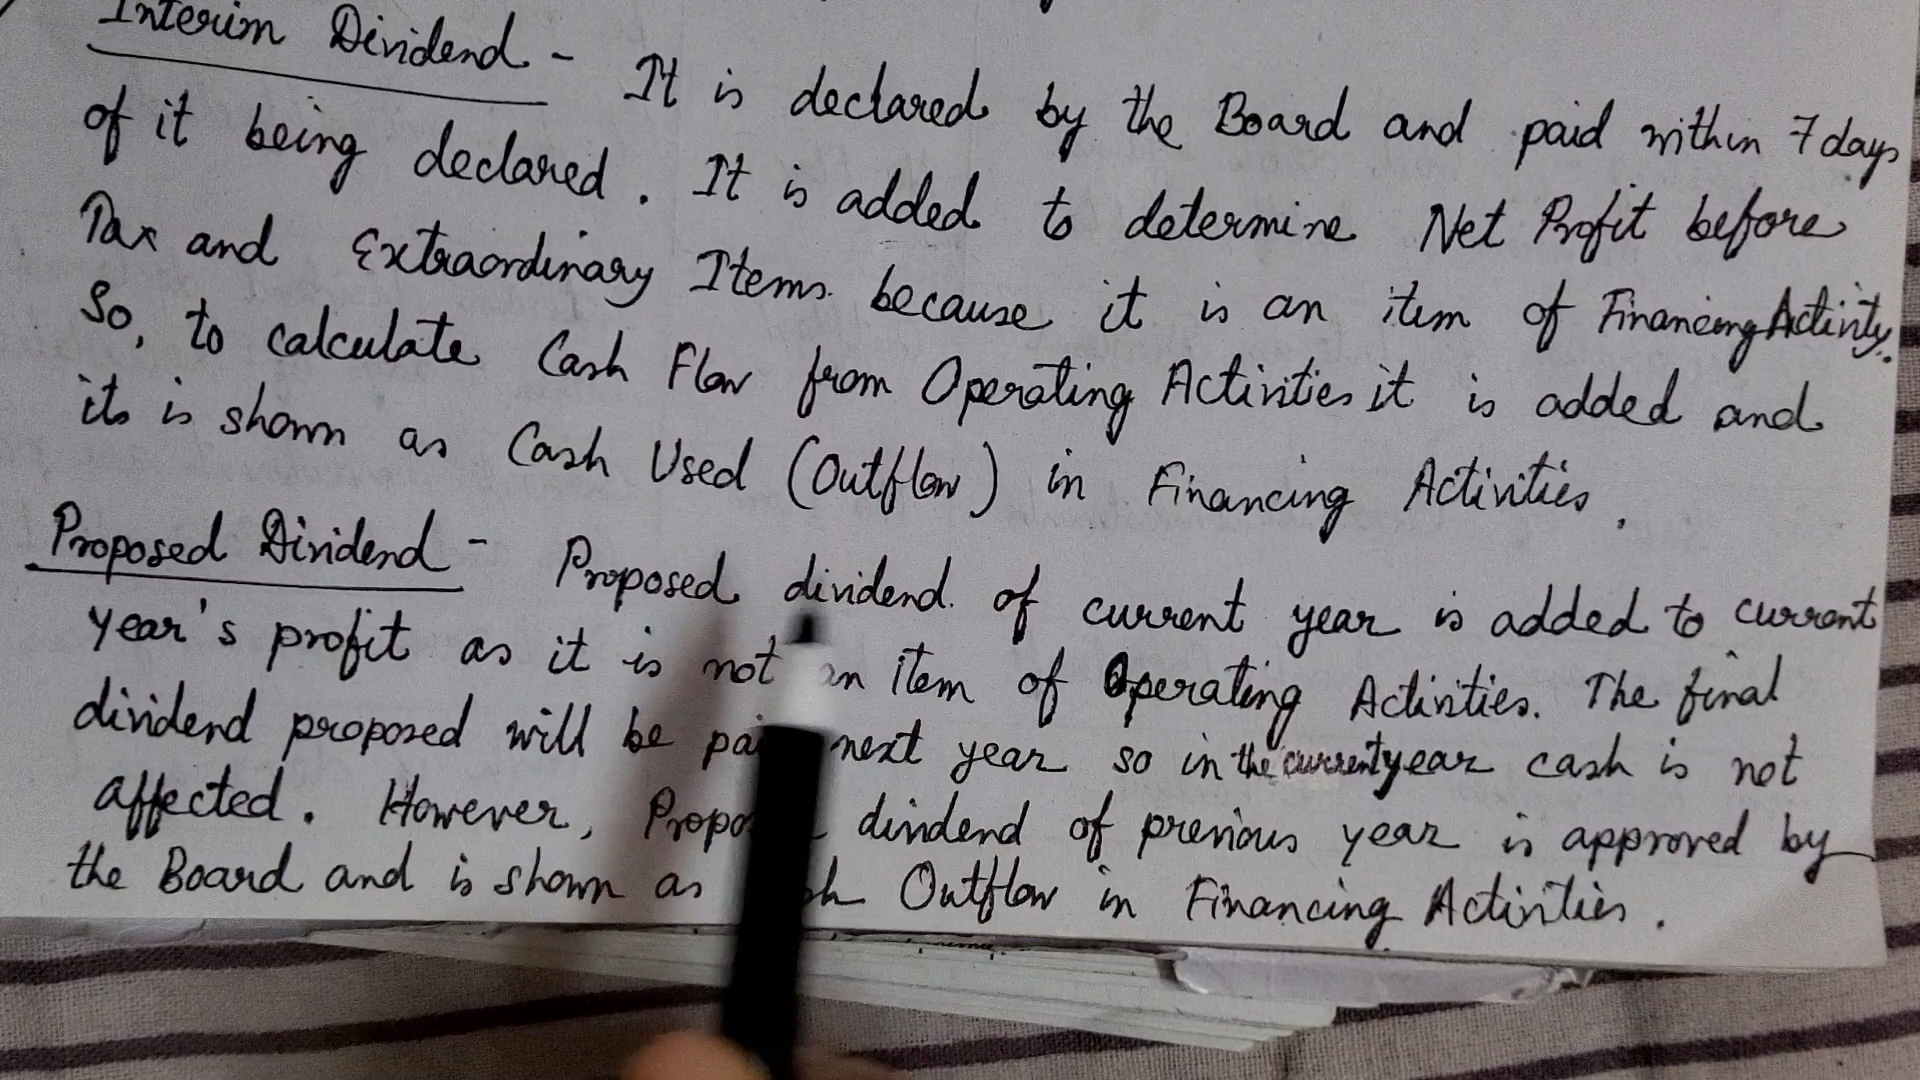 Interim Dividend - It is declared by the Board and paid within 7 days
of it being declared. It is added to determine Net Profit before
Tax and Extraordinary Items because it is an item of Financing Activity.
So, to calculate Cash Flow from Operating Activities it is added and
its is shown as Cash Used (Outflow) in Financing Activities.
Proposed Dividend - Proposed dividend of current year is added to current
year's profit as it is not an item of Operating Activities. The final
dividend proposed will be next year so in the current year cash is not
affected. However, dividend of previous year is approved by
the Board and is shown as Outflow in Financing Activities.